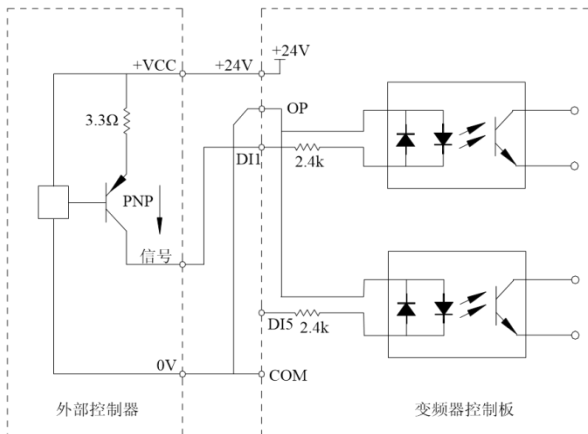 +24V
+VCC
+24V
OP
3.3Ω
DI1
2.4k
PNP
信号
DI5
2.4k
0V
COM
外部控制器
变频器控制板